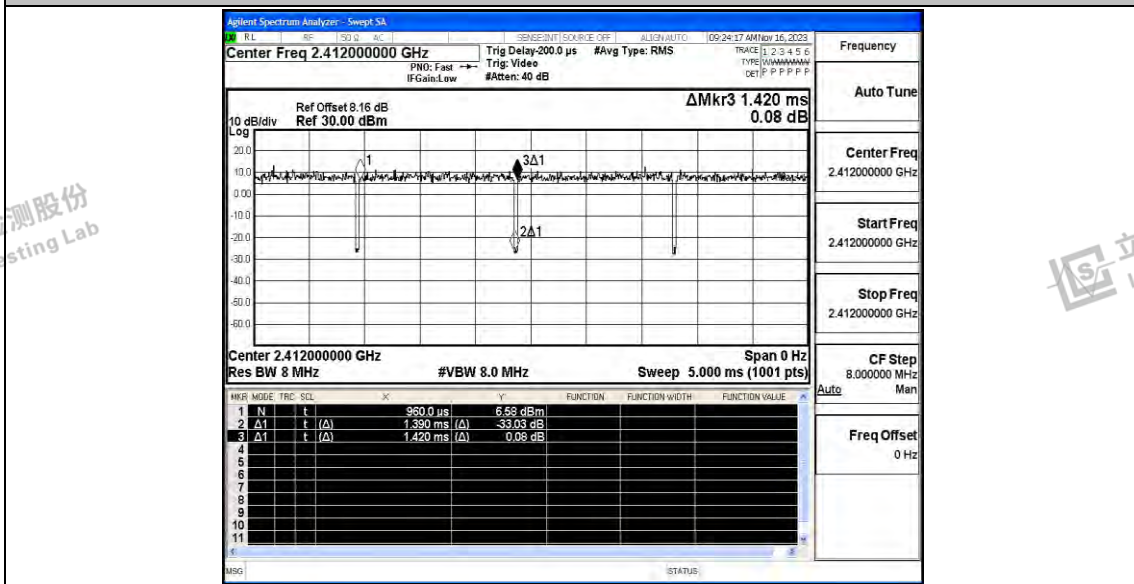 Agilent Spectrum Analyzer - Swept SA
RL RF 50 Ω AC SENSE:INT SOURCE OFF ALIGN AUTO 09:24:17 AM Nov 16, 2023
Center Freq 2.412000000 GHz
PNO: Fast
IFGain:Low
Trig Delay-200.0 µs #Avg Type: RMS
Trig: Video
#Atten: 40 dB
TRACE 1 2 3 4 5 6
TYPE
DET P P P P P P
Frequency
Auto Tune
Center Freq
2.412000000 GHz
Start Freq
2.412000000 GHz
Stop Freq
2.412000000 GHz
CF Step
8.000000 MHz
Auto Man
Freq Offset
0 Hz
ΔMkr3 1.420 ms
0.08 dB
Ref Offset 8.16 dB
10 dB/div Ref 30.00 dBm
Log
20.0
10.0
0.00
-10.0
-20.0
-30.0
-40.0
-50.0
-60.0
1
3Δ1
2Δ1
Center 2.412000000 GHz Span 0 Hz
Res BW 8 MHz #VBW 8.0 MHz Sweep 5.000 ms (1001 pts)
MKR MODE TRC SCL X Y FUNCTION FUNCTION WIDTH FUNCTION VALUE
1 N t 960.0 µs 6.58 dBm
2 Δ1 t (Δ) 1.390 ms (Δ) -33.03 dB
3 Δ1 t (Δ) 1.420 ms (Δ) 0.08 dB
4
5
6
7
8
9
10
11
MSG STATUS
测股份
esting Lab
立